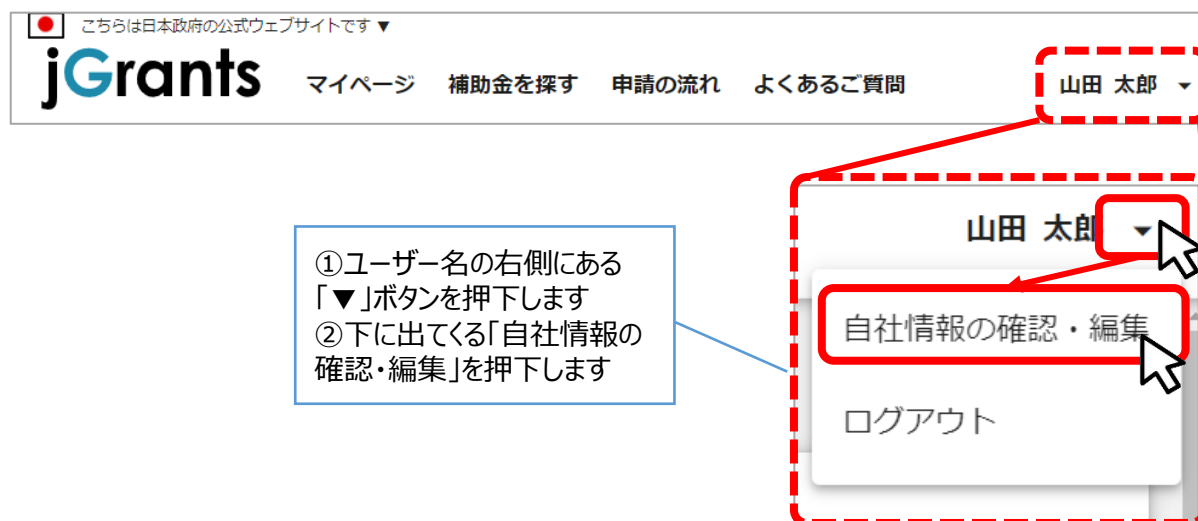 こちらは日本政府の公式ウェブサイトです ▼
jGrants マイページ 補助金を探す 申請の流れ よくあるご質問 山田 太郎 ▼
山田 太郎 ▼
①ユーザー名の右側にある
「▼」ボタンを押下します
②下に出てくる「自社情報の
確認・編集」を押下します
自社情報の確認・編集
ログアウト